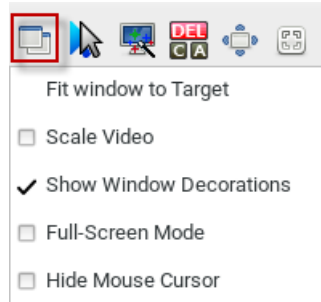 DEL
C A
Fit window to Target
Scale Video
Show Window Decorations
Full-Screen Mode
Hide Mouse Cursor